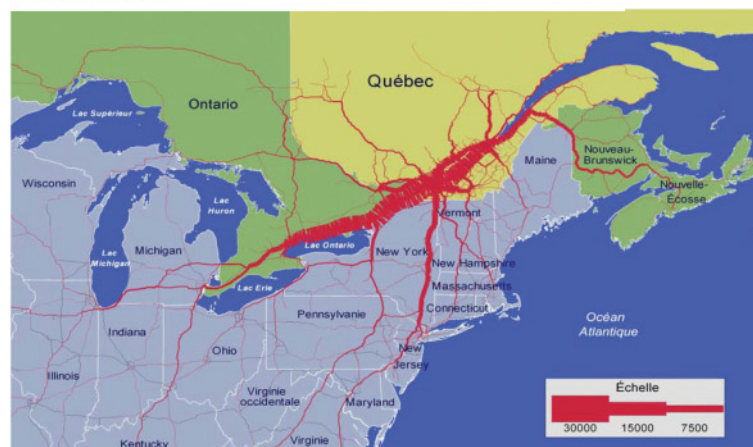 Québec
Ontario
Lac Supérieur
Nouveau-
Brunswick
Maine
Nouvelle-
Écosse
Wisconsin
Lac
Huron
Vermont
Michigan
Lac
Michigan
Lac Ontario
New York
New Hampshire
Lac Erie
Massachusetts
Connecticut
Pennsylvanie
Océan
Atlantique
Indiana
Ohio
New
Jersey
Illinois
Virginie
occidentale
Maryland
Kentucky
Virginie
Échelle
30000 15000 7500